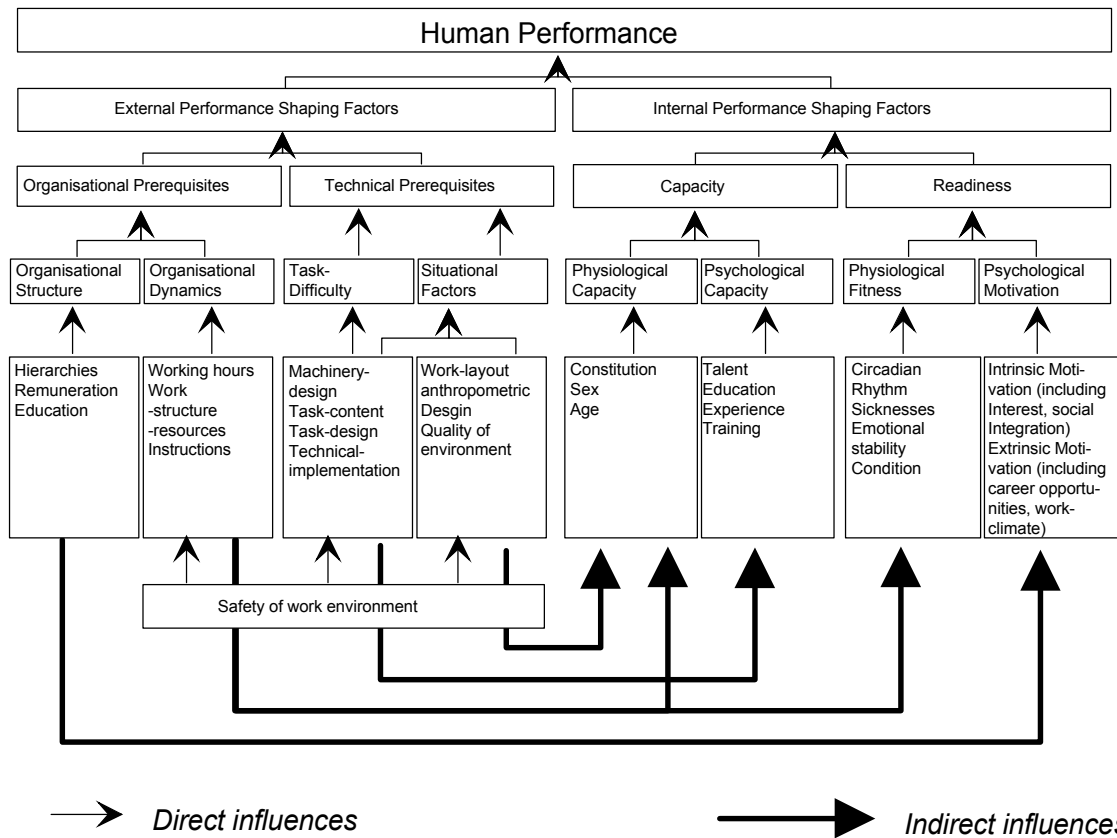 Human Performance
External Performance Shaping Factors
Internal Performance Shaping Factors
Organisational Prerequisites
Technical Prerequisites
Capacity
Readiness
Organisational
Structure
Organisational
Dynamics
Task-
Difficulty
Situational
Factors
Physiological
Capacity
Psychological
Capacity
Physiological
Fitness
Psychological
Motivation
Hierarchies
Remuneration
Education
Working hours
Work
-structure
-resources
Instructions
Machinery-
design
Task-content
Task-design
Technical-
implementation
Work-layout
anthropometric
Desgin
Quality of
environment
Constitution
Sex
Age
Talent
Education
Experience
Training
Circadian
Rhythm
Sicknesses
Emotional
stability
Condition
Intrinsic Moti-
vation (including
Interest, social
Integration)
Extrinsic Moti-
vation (including
career opportu-
nities, work-
climate)
Safety of work environment
Direct influences
Indirect influences